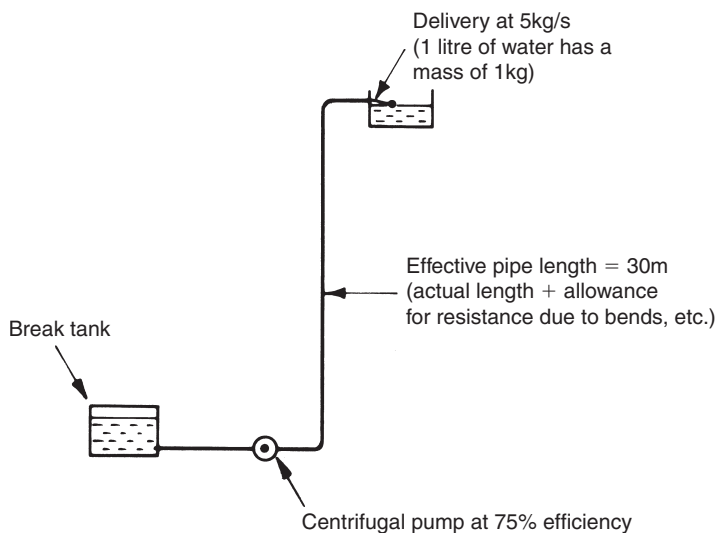 Delivery at 5kg/s
(1 litre of water has a
mass of 1kg)
Effective pipe length = 30m
(actual length + allowance
for resistance due to bends, etc.)
Break tank
Centrifugal pump at 75% efficiency